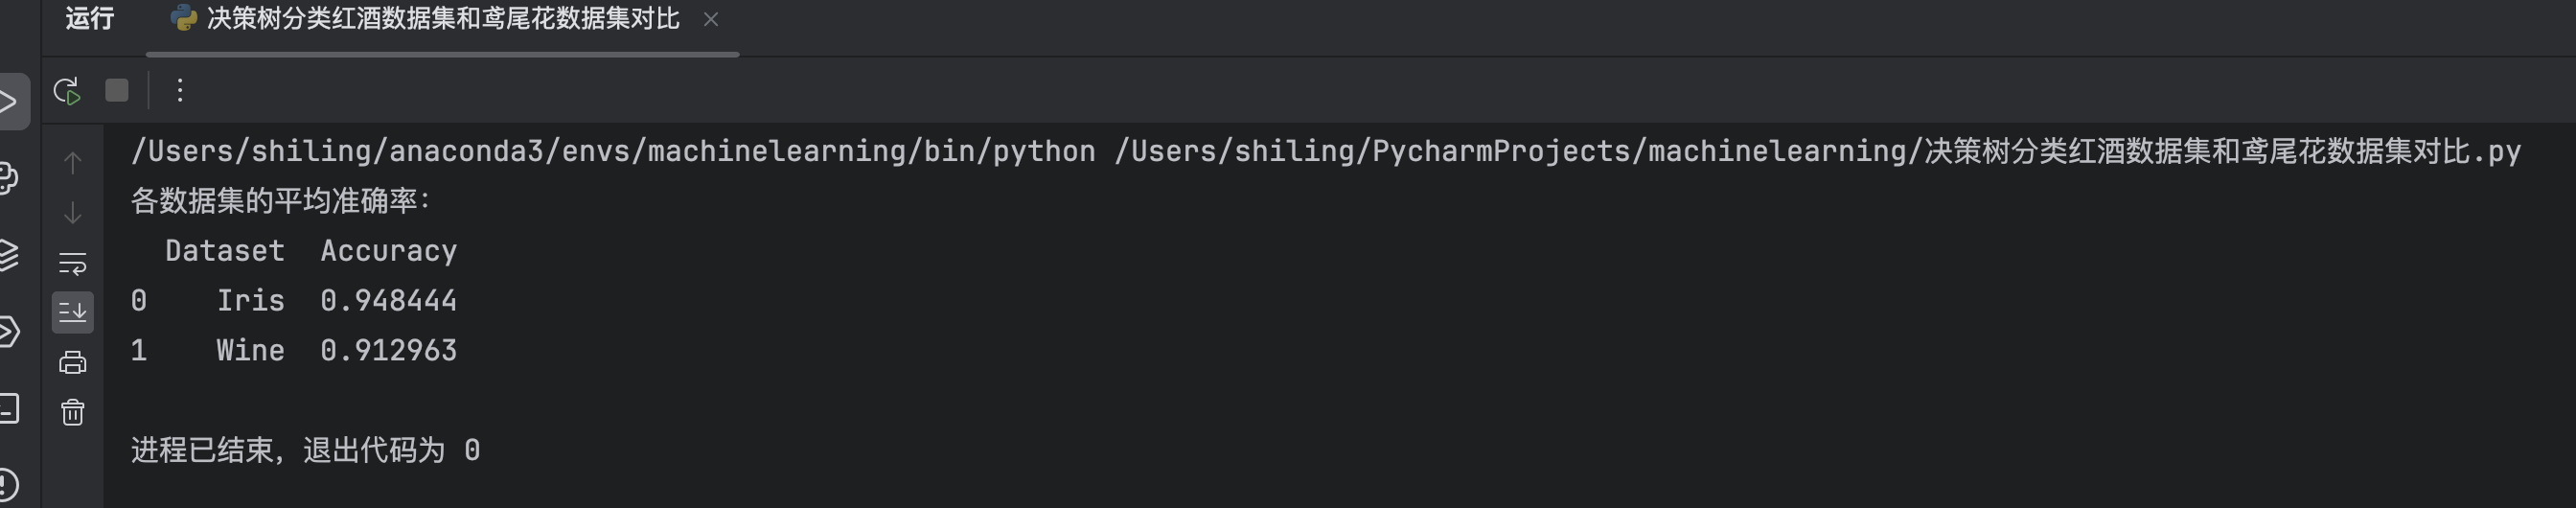 运行 决策树分类红酒数据集和鸢尾花数据集对比
/Users/shiling/anaconda3/envs/machinelearning/bin/python /Users/shiling/PycharmProjects/machinelearning/决策树分类红酒数据集和鸢尾花数据集对比.py
各数据集的平均准确率：
Dataset Accuracy
0 Iris 0.948444
1 Wine 0.912963
进程已结束，退出代码为 0